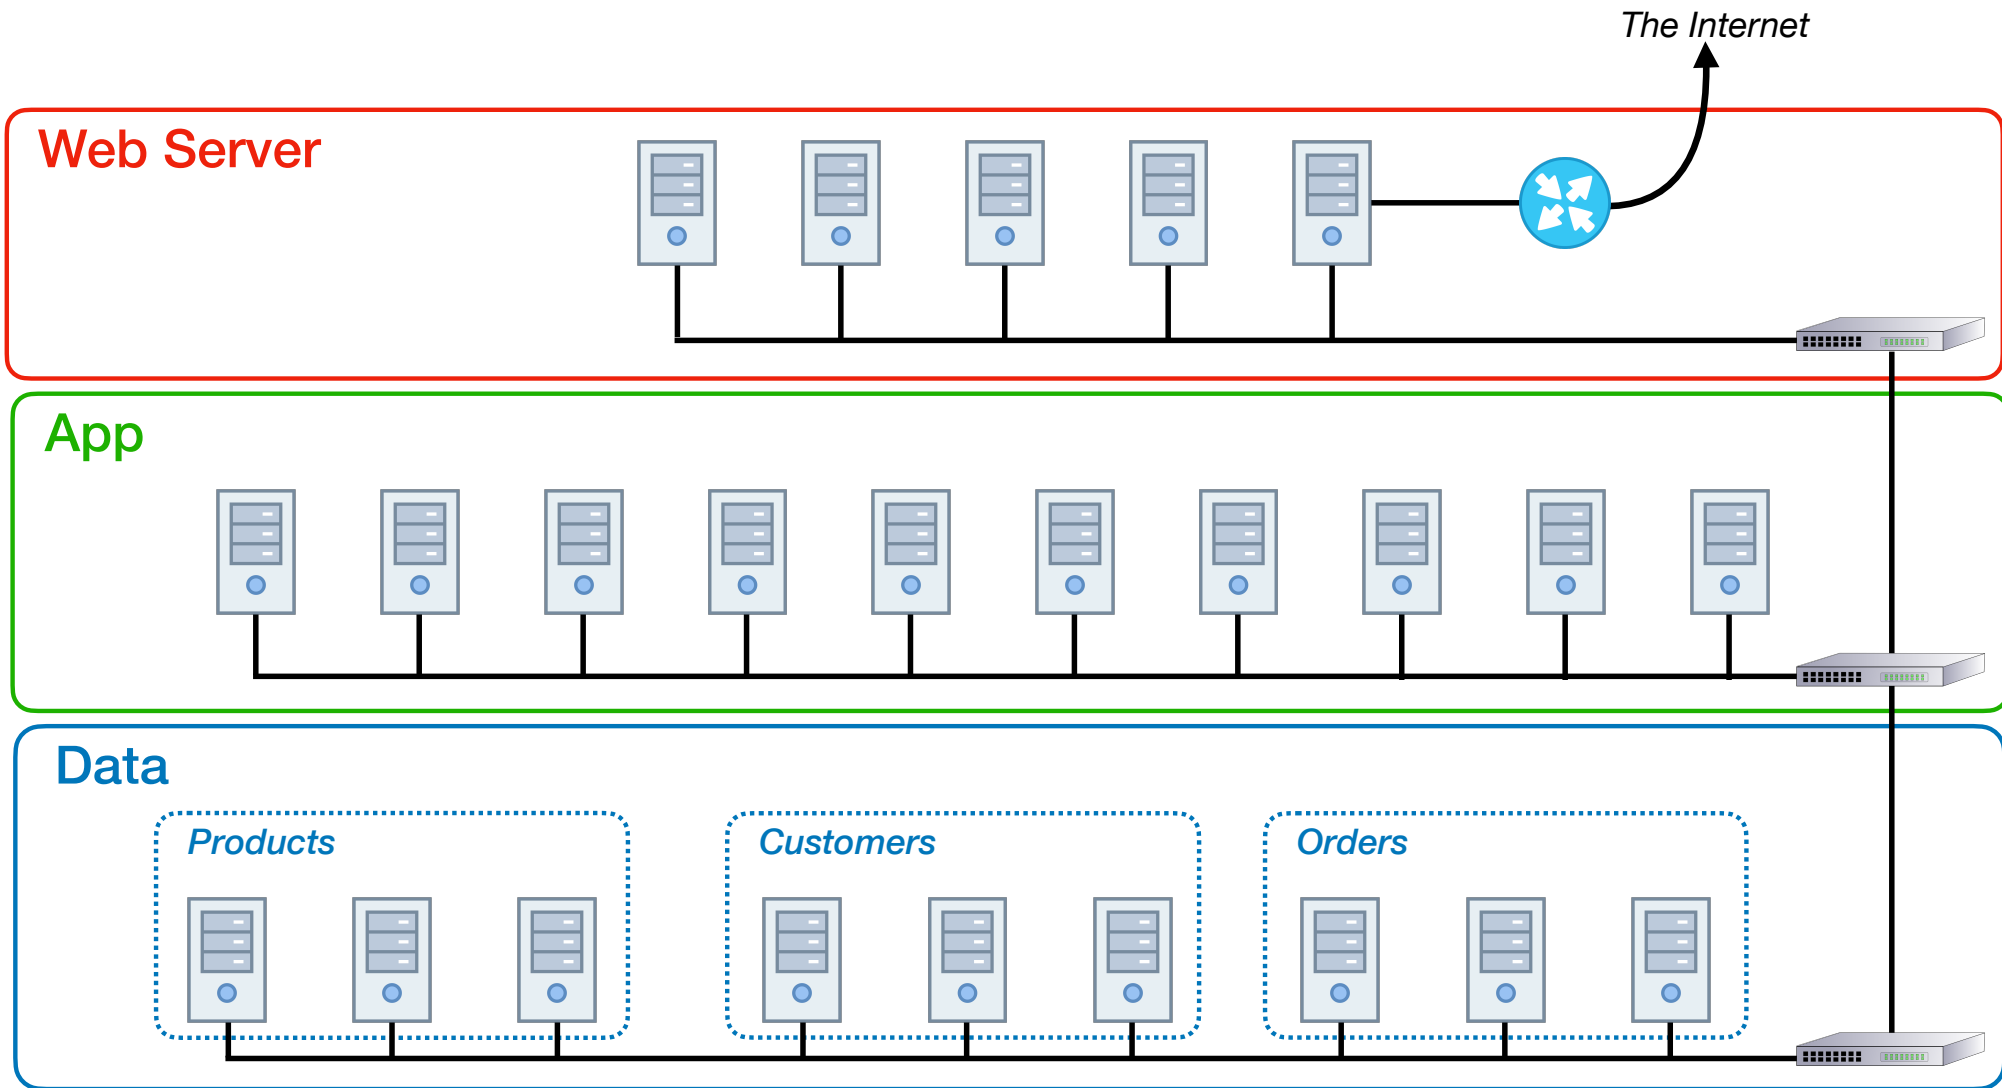 The Internet
Web Server
App
Data
Products
Customers
Orders